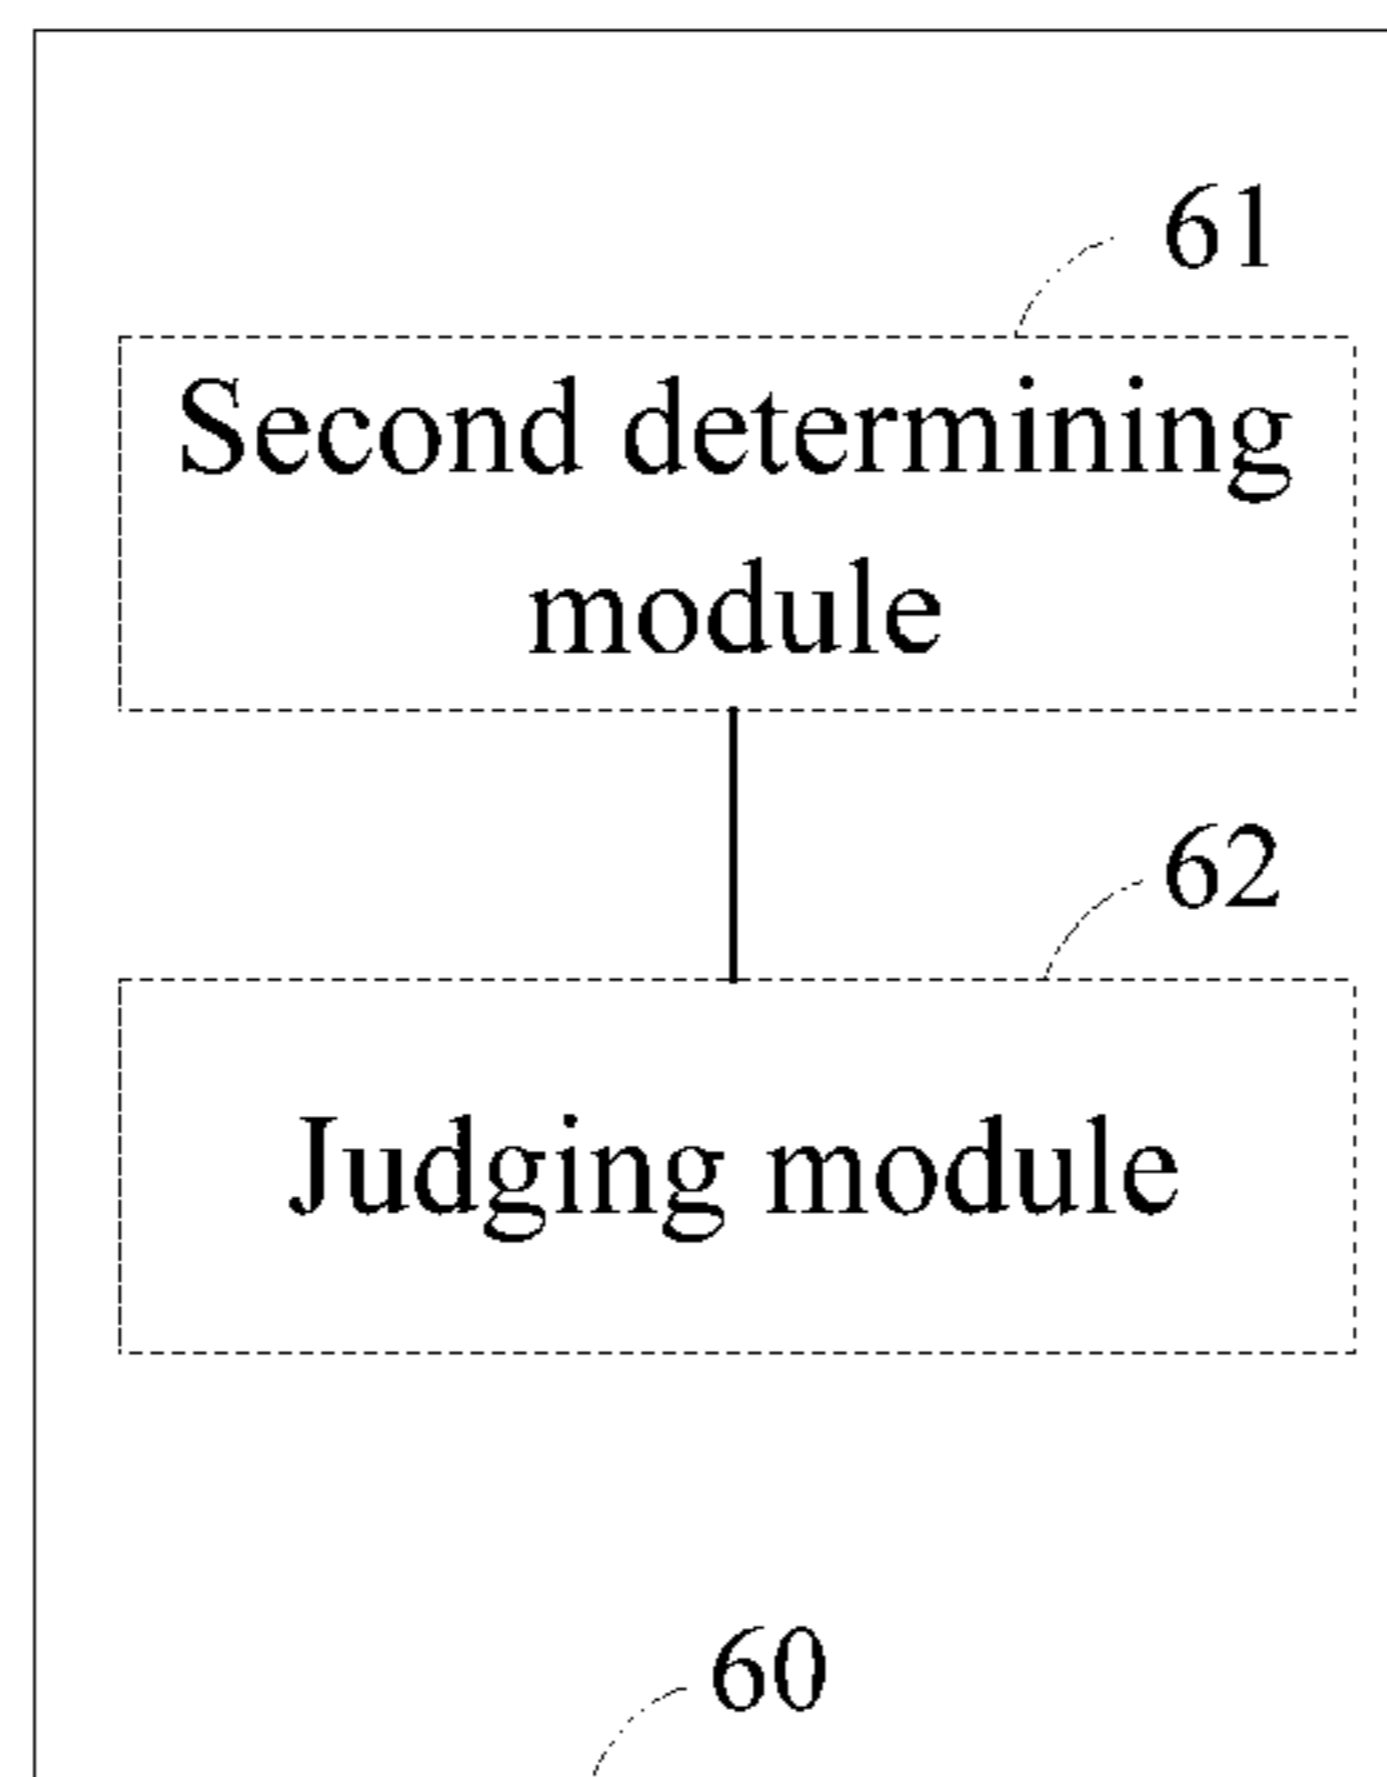 61
Second determining
module
62
Judging module
60